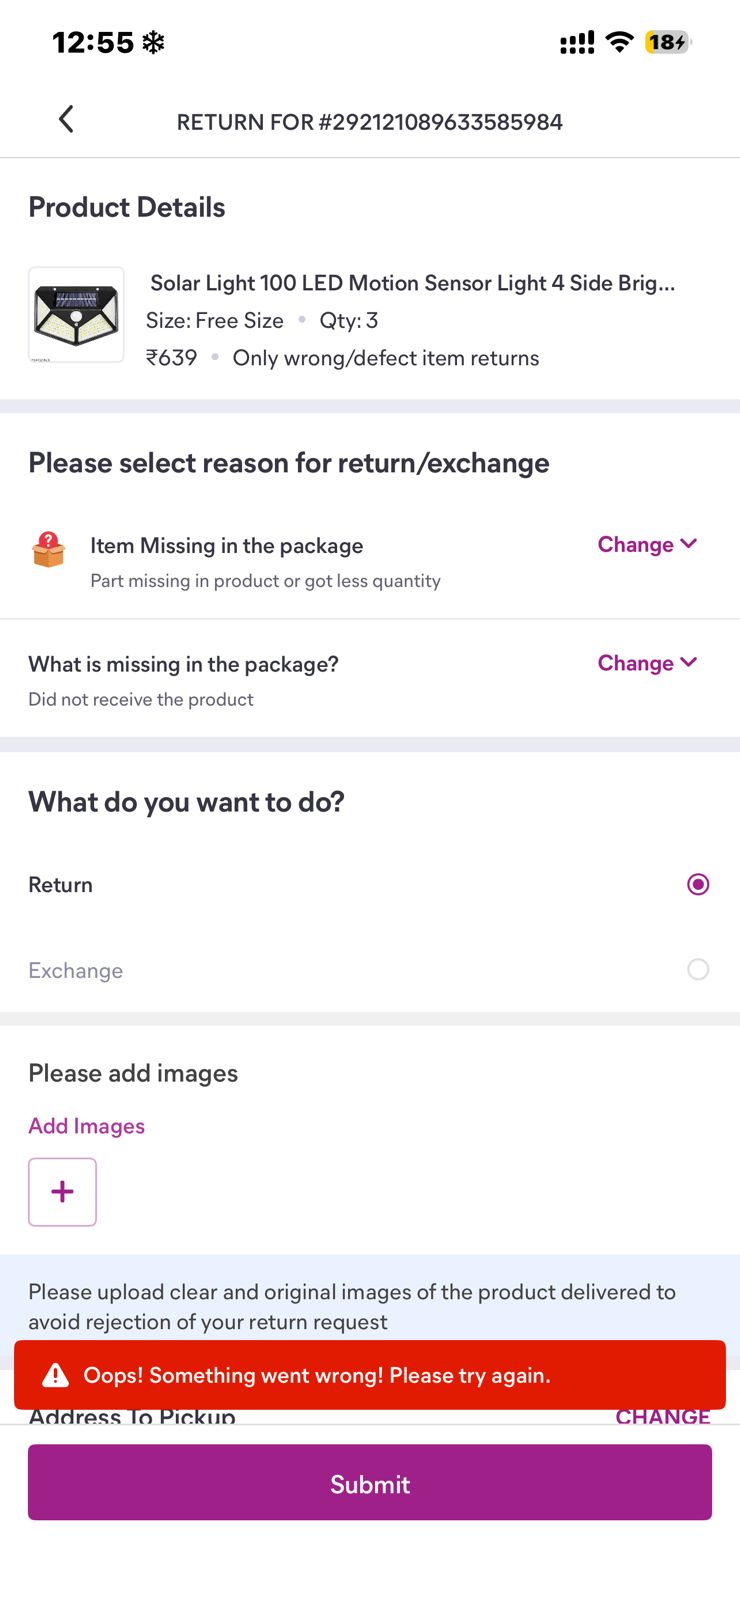 12:55
18
RETURN FOR #292121089633585984
Product Details
Solar Light 100 LED Motion Sensor Light 4 Side Brig...
Size: Free Size • Qty: 3
₹639 • Only wrong/defect item returns
Please select reason for return/exchange
Item Missing in the package
Change
Part missing in product or got less quantity
What is missing in the package?
Change
Did not receive the product
What do you want to do?
Return
Exchange
Please add images
Add Images
+
Please upload clear and original images of the product delivered to
avoid rejection of your return request
Oops! Something went wrong! Please try again.
Address To Pickup
CHANGE
Submit